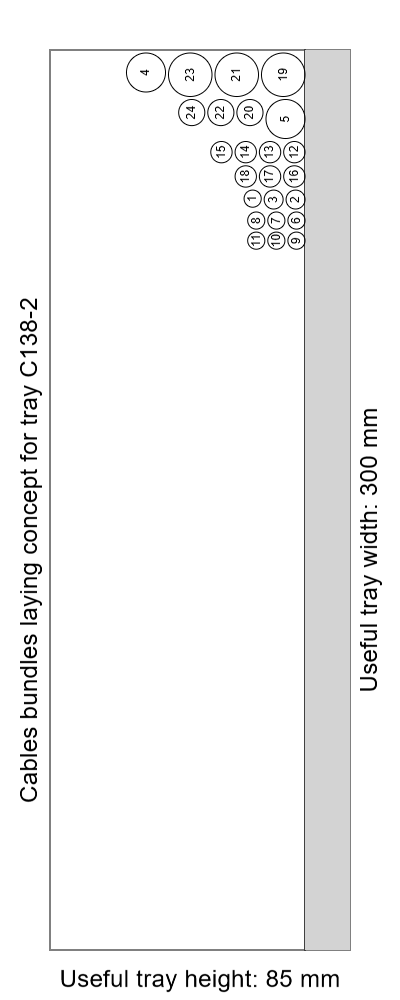 Cables bundles laying concept for tray C138-2
4 23 21 19
24 22 20 5
15 14 13 12
18 17 16
1 3 2
8 7 6
11 10 9
Useful tray width: 300 mm
Useful tray height: 85 mm